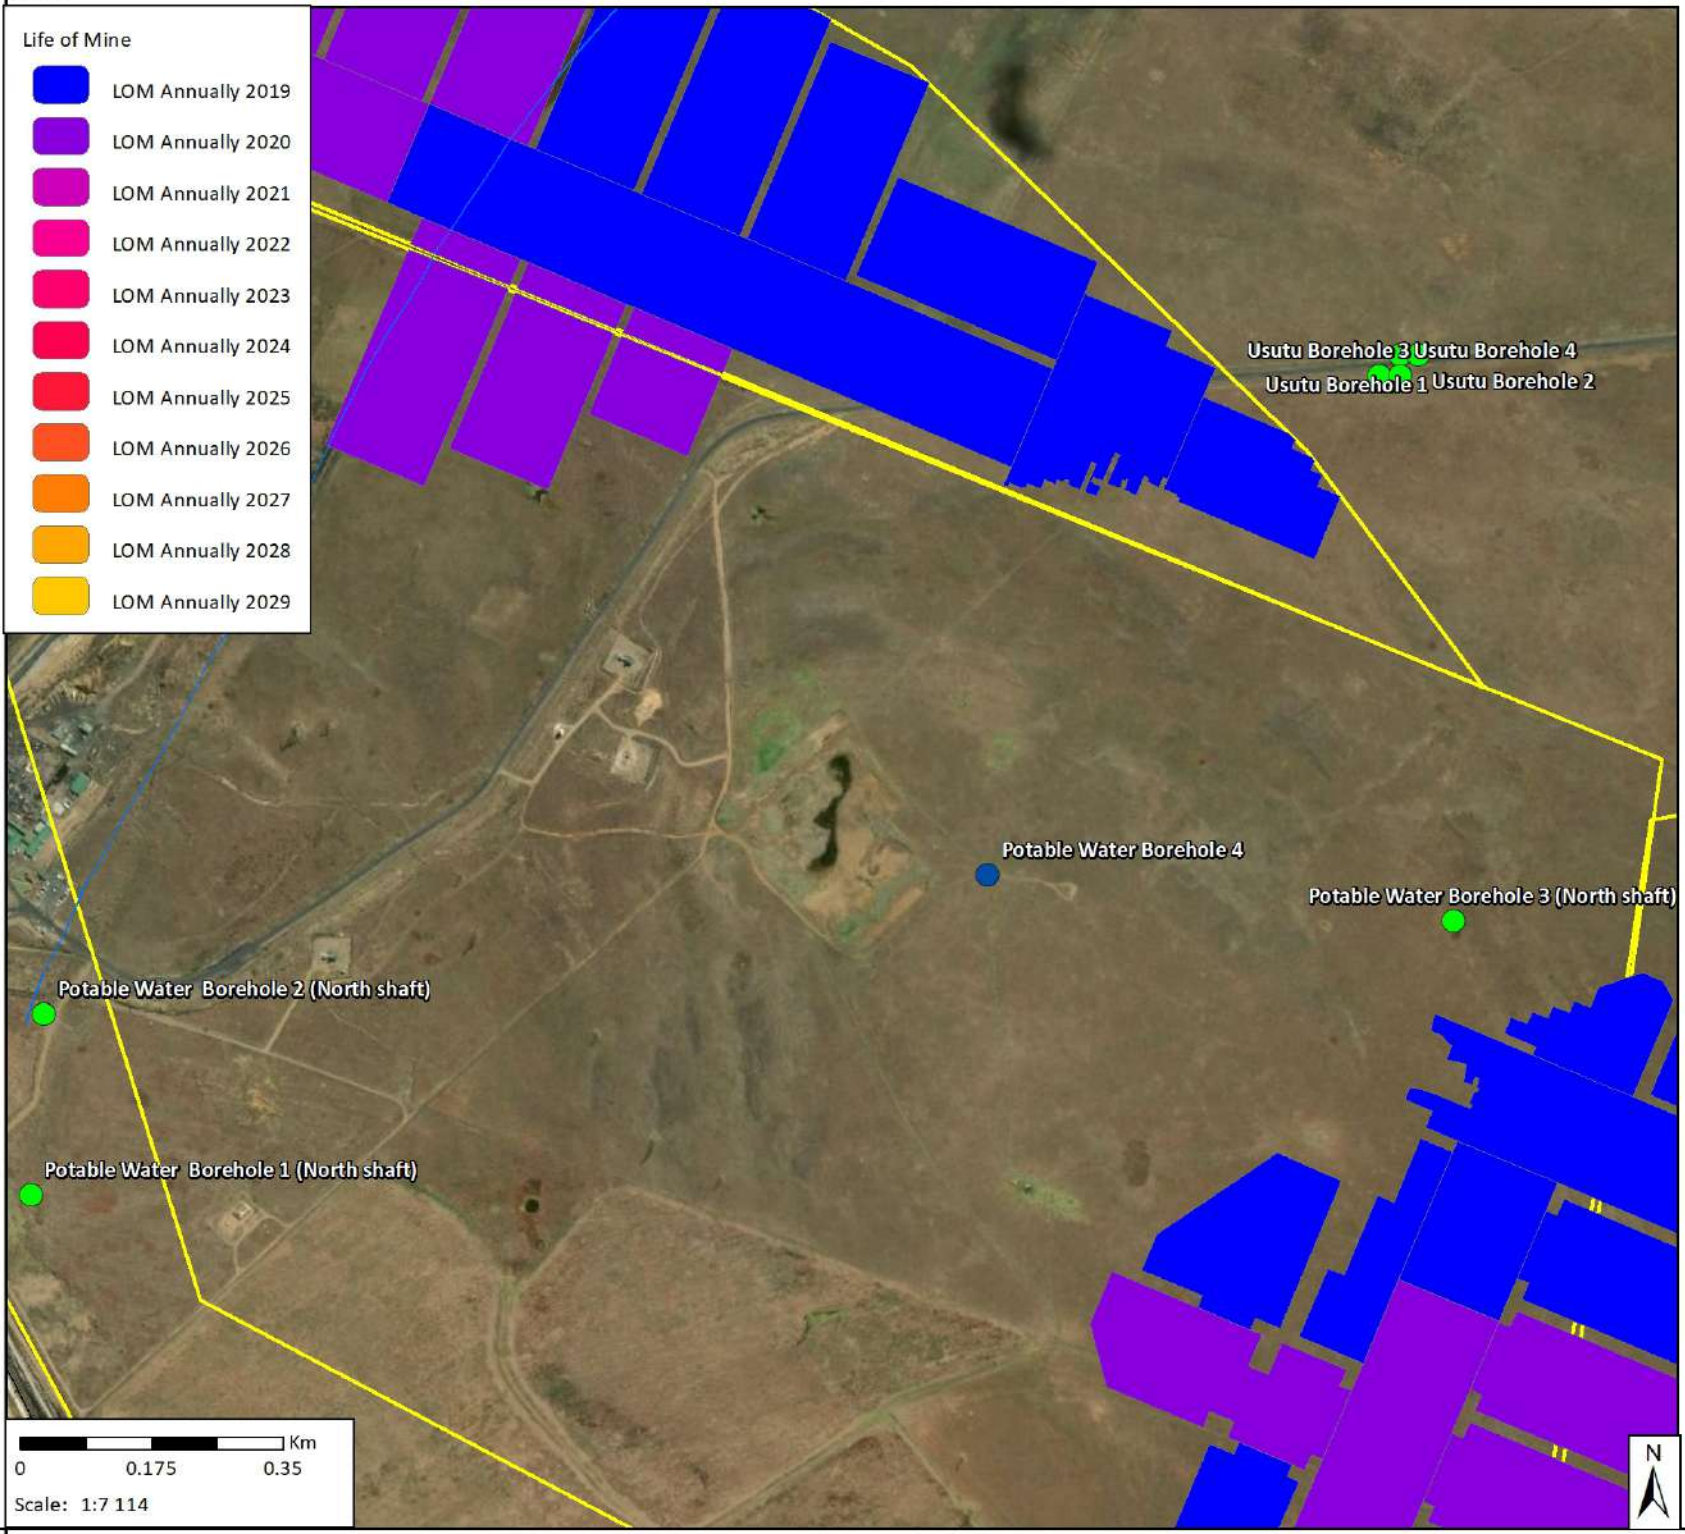 Life of Mine
LOM Annually 2019
LOM Annually 2020
LOM Annually 2021
LOM Annually 2022
LOM Annually 2023
LOM Annually 2024
LOM Annually 2025
LOM Annually 2026
LOM Annually 2027
LOM Annually 2028
LOM Annually 2029
Usutu Borehole 3 Usutu Borehole 4
Usutu Borehole 1 Usutu Borehole 2
Potable Water Borehole 4
Potable Water Borehole 3 (North shaft)
Potable Water Borehole 2 (North shaft)
Potable Water Borehole 1 (North shaft)
Km
0 0.175 0.35
Scale: 1:7 114
N